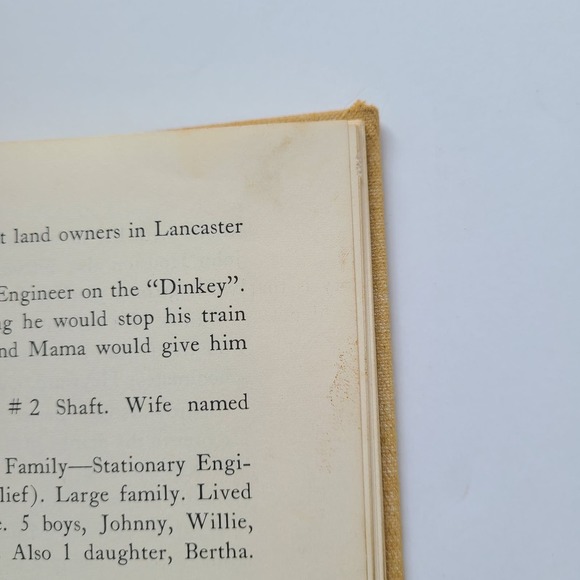 t land owners in Lancaster
Engineer on the “Dinkey”.
g he would stop his train
nd Mama would give him
# 2 Shaft. Wife named
Family—Stationary Engi-
lief). Large family. Lived
. 5 boys, Johnny, Willie,
. Also 1 daughter, Bertha.